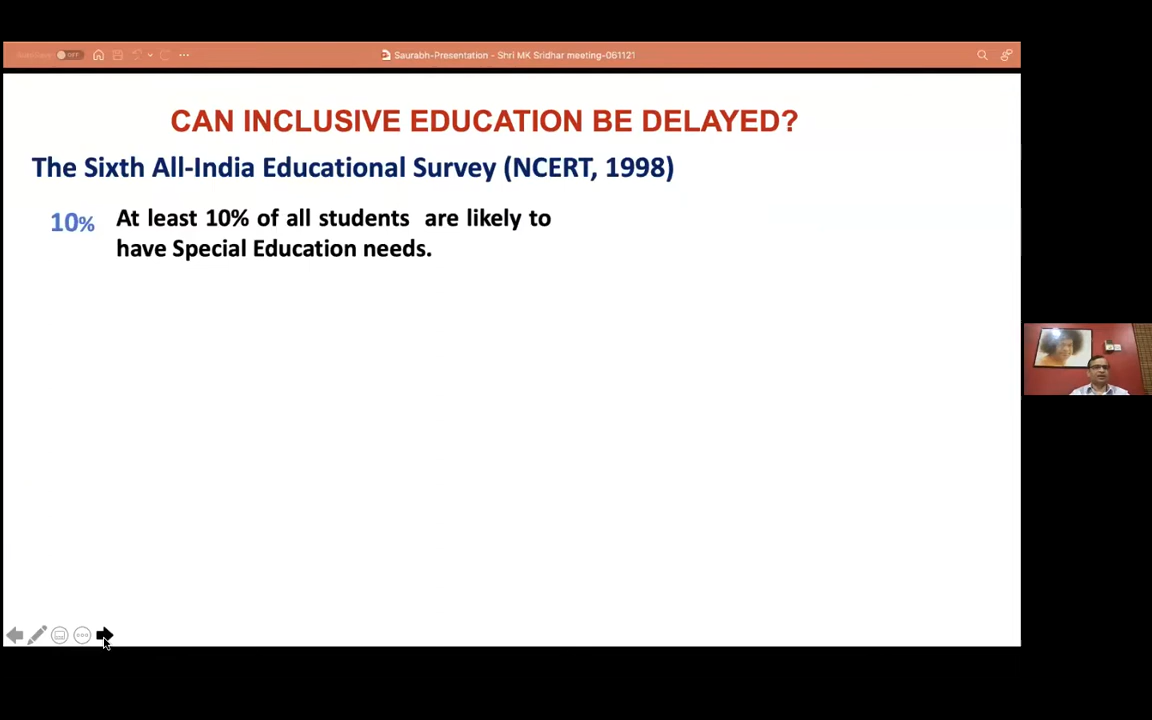 OFF
Saurabh-Presentation - Shri MK Sridhar meeting-061121
CAN INCLUSIVE EDUCATION BE DELAYED?
The Sixth All-India Educational Survey (NCERT, 1998)
10% At least 10% of all students are likely to
have Special Education needs.